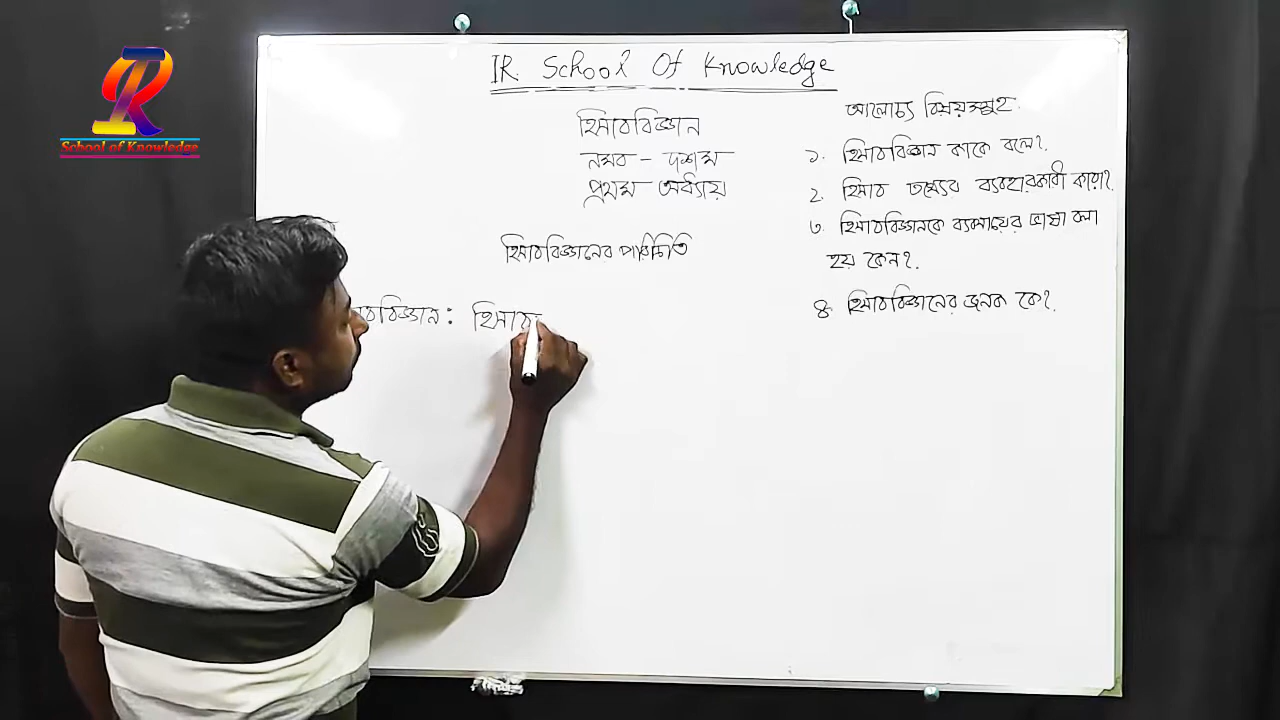 R
School of Knowledge
IR School Of Knowledge
হিসাববিজ্ঞান
নবম - দশম
প্রথম অধ্যায়
হিসাববিজ্ঞানের পরিচিতি
আলোচ্য বিষয়সমুহ
১. হিসাববিজ্ঞান কাকে বলে?
২. হিসাব তথ্যের ব্যবহারকারী কারা?
৩. হিসাববিজ্ঞানকে ব্যবসায়ের ভাষা বলা
হয় কেন?
৪. হিসাববিজ্ঞানের জনক কে?
াববিজ্ঞান : হিসাব